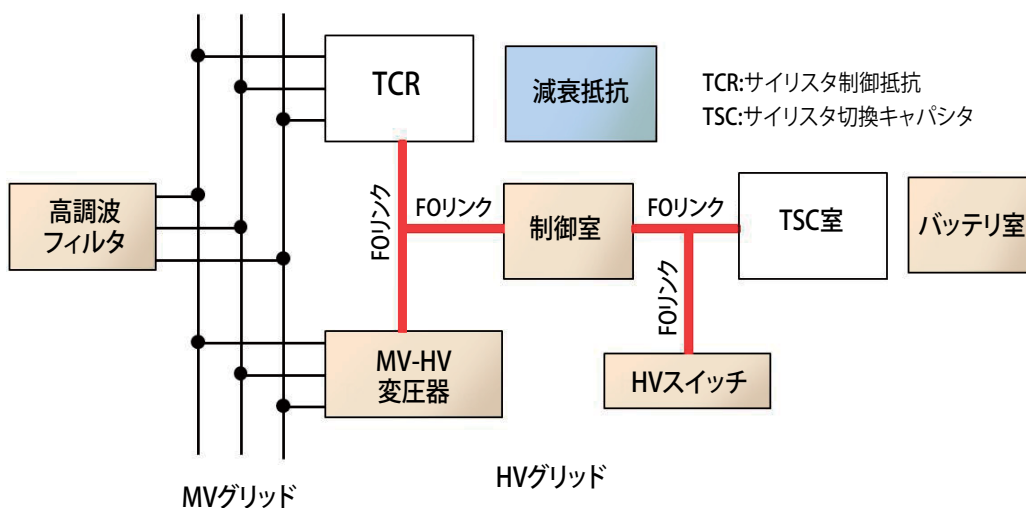 TCR
減衰抵抗
TCR:サイリスタ制御抵抗
TSC:サイリスタ切換キャパシタ
高調波
フィルタ
FOリンク
FOリンク
制御室
FOリンク
TSC室
バッテリ室
FOリンク
MV-HV
変圧器
HVスイッチ
MVグリッド
HVグリッド